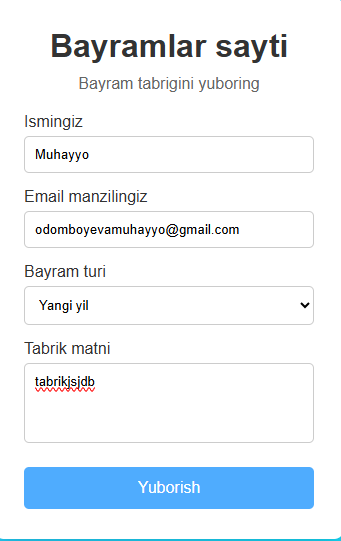 Bayramlar sayti
Bayram tabrigini yuboring
Ismingiz
Muhayyo
Email manzilingiz
odomboyevamuhayyo@gmail.com
Bayram turi
Yangi yil
Tabrik matni
tabrikjsjdb
Yuborish